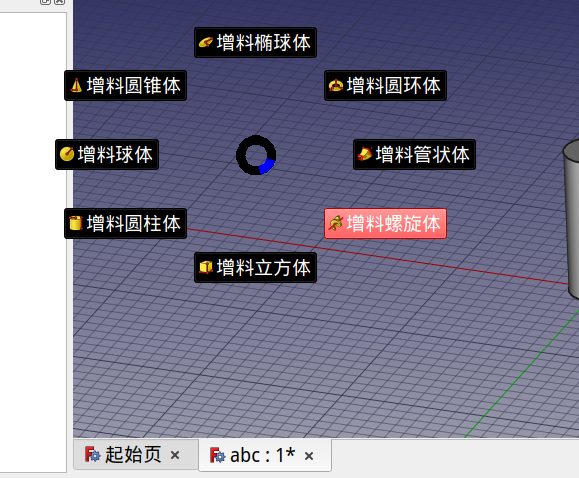 增料椭球体
增料圆锥体
增料圆环体
增料球体
增料管状体
增料圆柱体
增料螺旋体
增料立方体
起始页
abc : 1*